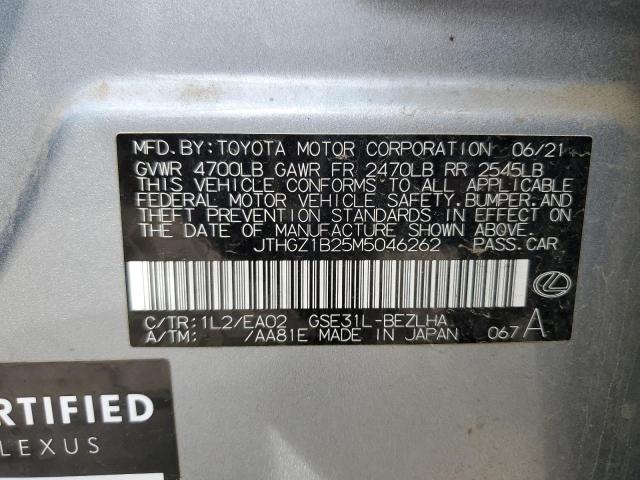 MFD.BY:TOYOTA MOTOR CORPORATION 06/21
GVWR 4700LB GAWR FR 2470LB RR 2545LB
THIS VEHICLE CONFORMS TO ALL APPLICABLE
FEDERAL MOTOR VEHICLE SAFETY,BUMPER,AND
THEFT PREVENTION STANDARDS IN EFFECT ON
THE DATE OF MANUFACTURE SHOWN ABOVE.
JTHGZ1B25M5046262 PASS.CAR
C/TR:1L2/EA02 GSE31L-BEZLHA
A/TM: /AA81E MADE IN JAPAN 067 A
RTIFIED
LEXUS